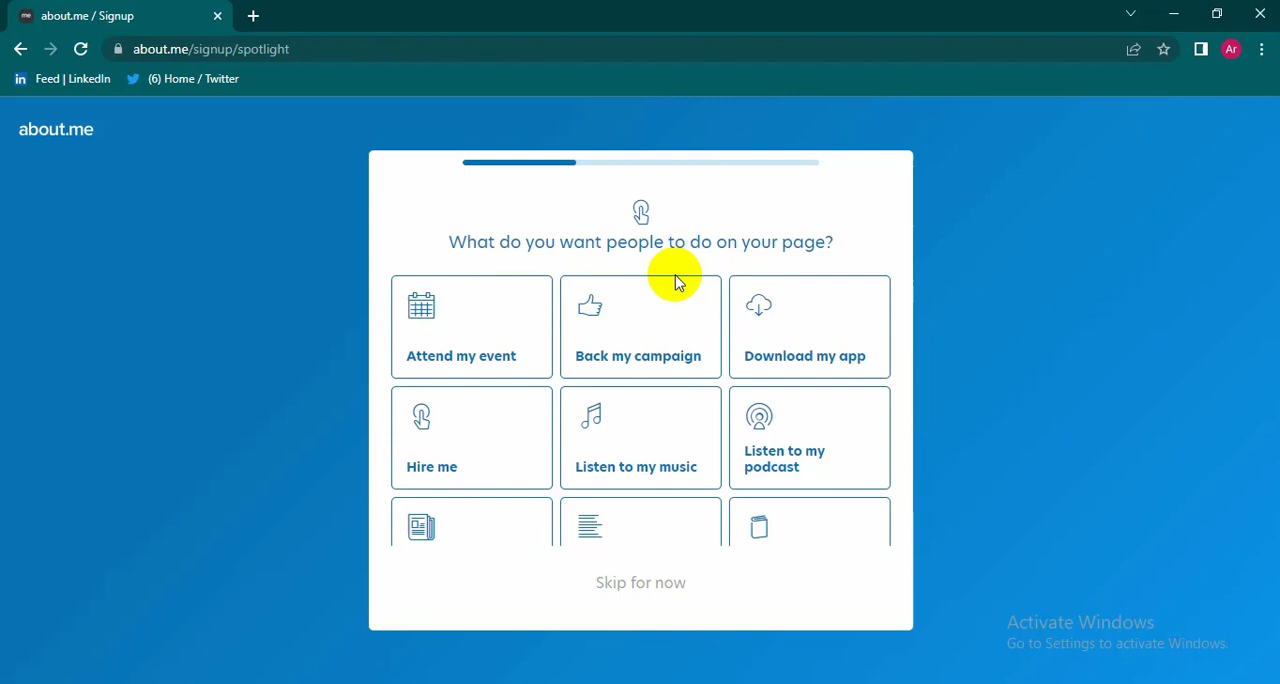 me about.me / Signup
about.me/signup/spotlight
Ar
in Feed | LinkedIn (6) Home / Twitter
about.me
What do you want people to do on your page?
Attend my event
Back my campaign
Download my app
Hire me
Listen to my music
Listen to my
podcast
Skip for now
Activate Windows
Go to Settings to activate Windows.